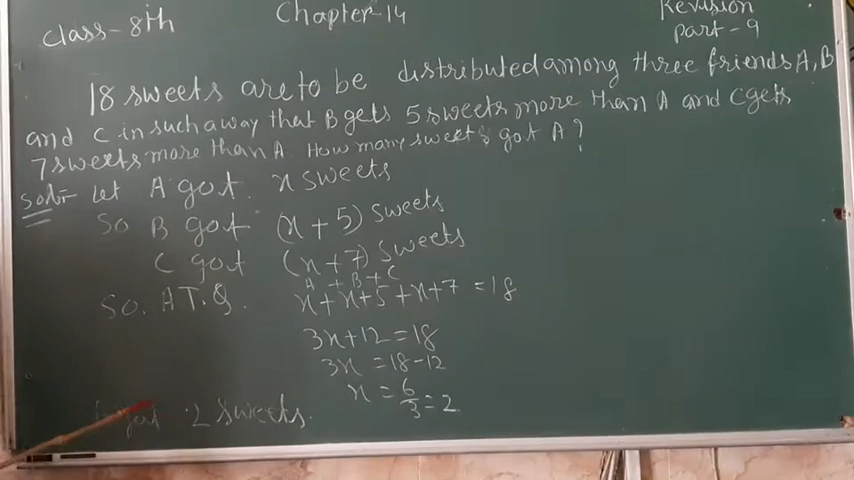 class-8th Chapter-14 Revision
part-9
18 sweets are to be distributed among three friends A, B
and C in such a way that B gets 5 sweets more than A and C gets
7 sweets more than A. How many sweets got A?
Sol:- Let A got x sweets
So B got (x+5) sweets
C got (x+7) sweets
A + B + C
So. A.T.Q. x+x+5+x+7 = 18
3x+12=18
3x = 18-12
x = 6/3 = 2
got 2 sweets.